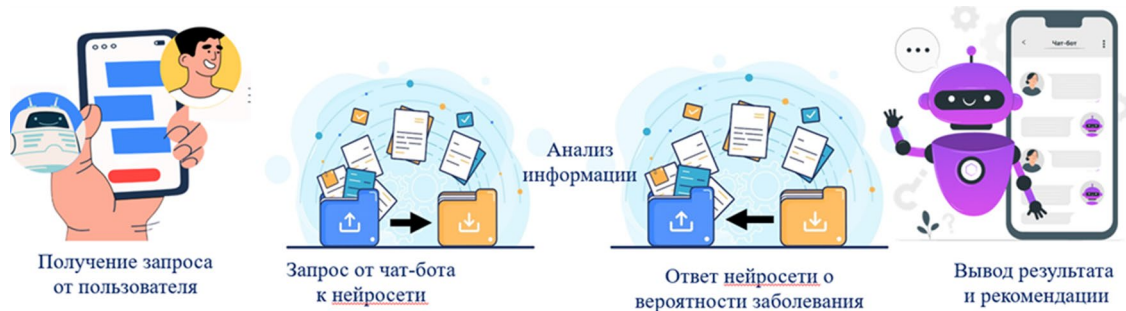 Получение запроса
от пользователя
Запрос от чат-бота
к нейросети
Анализ
информации
Ответ нейросети о
вероятности заболевания
Чат-бот
Вывод результата
и рекомендации